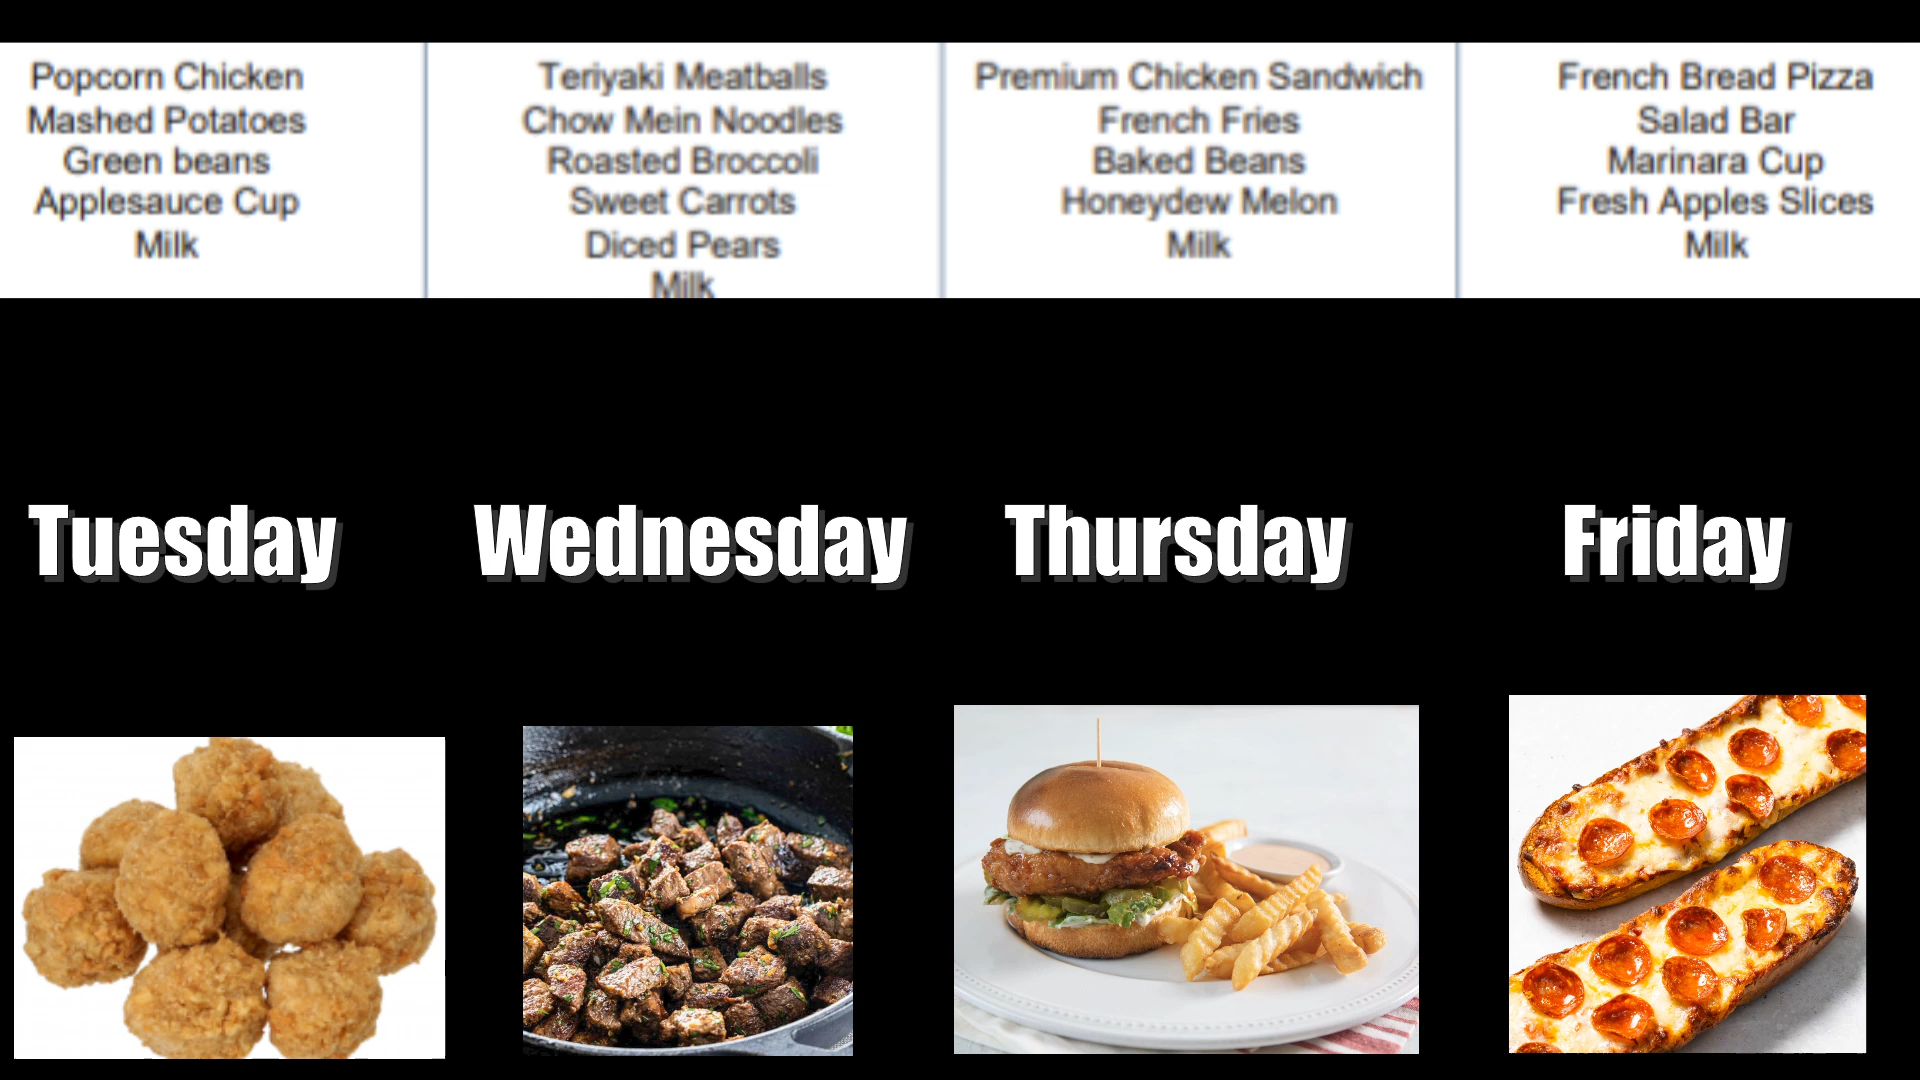 Popcorn Chicken
Mashed Potatoes
Green beans
Applesauce Cup
Milk
Teriyaki Meatballs
Chow Mein Noodles
Roasted Broccoli
Sweet Carrots
Diced Pears
Milk
Premium Chicken Sandwich
French Fries
Baked Beans
Honeydew Melon
Milk
French Bread Pizza
Salad Bar
Marinara Cup
Fresh Apples Slices
Milk
Tuesday
Wednesday
Thursday
Friday